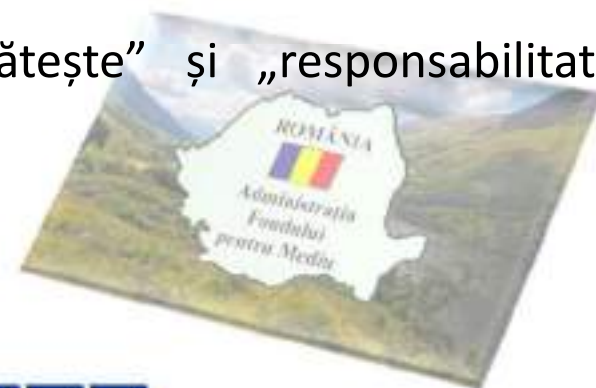 ătește” și „responsabilitat
ROMÂNIA
Administrația
Fondului
pentru Mediu